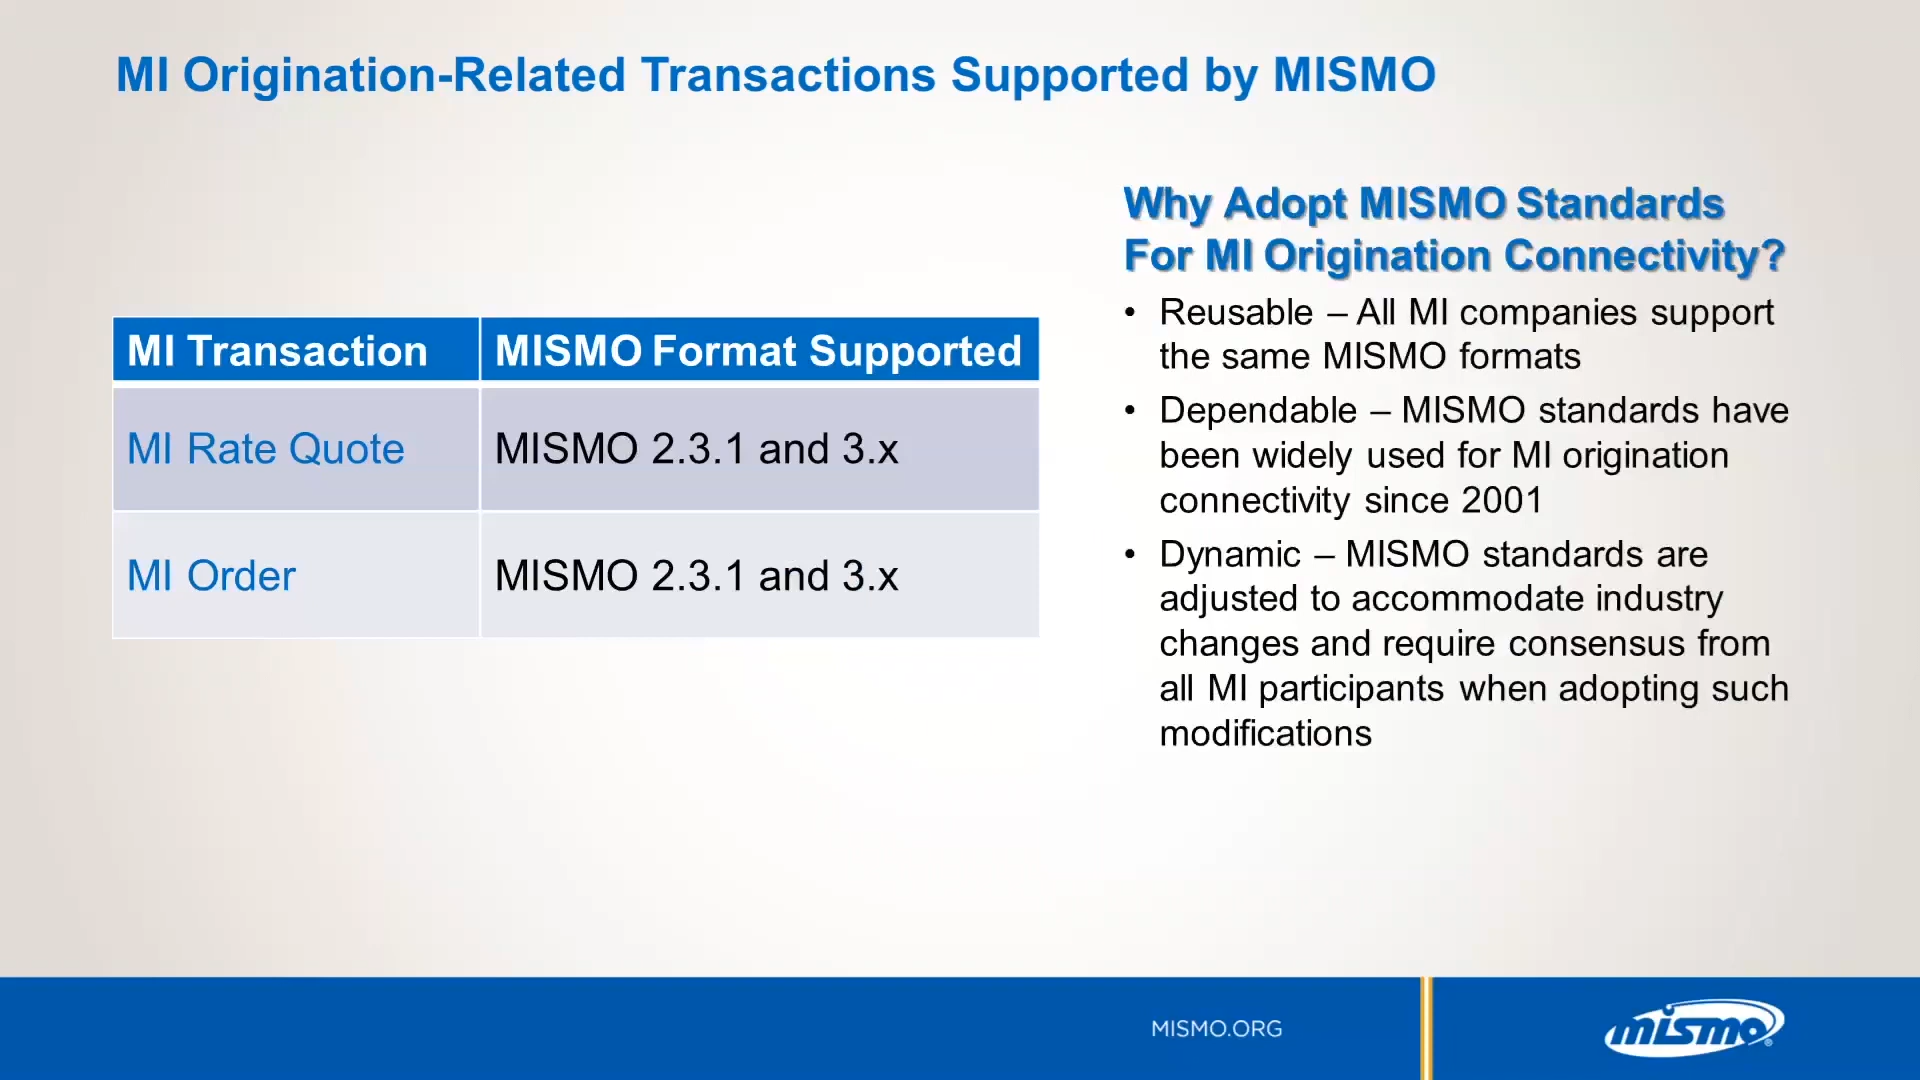 MI Origination-Related Transactions Supported by MISMO
MI Transaction
MISMO Format Supported
MI Rate Quote
MISMO 2.3.1 and 3.x
MI Order
MISMO 2.3.1 and 3.x
Why Adopt MISMO Standards
For MI Origination Connectivity?
• Reusable – All MI companies support
the same MISMO formats
• Dependable – MISMO standards have
been widely used for MI origination
connectivity since 2001
• Dynamic – MISMO standards are
adjusted to accommodate industry
changes and require consensus from
all MI participants when adopting such
modifications
MISMO.ORG
mismo®